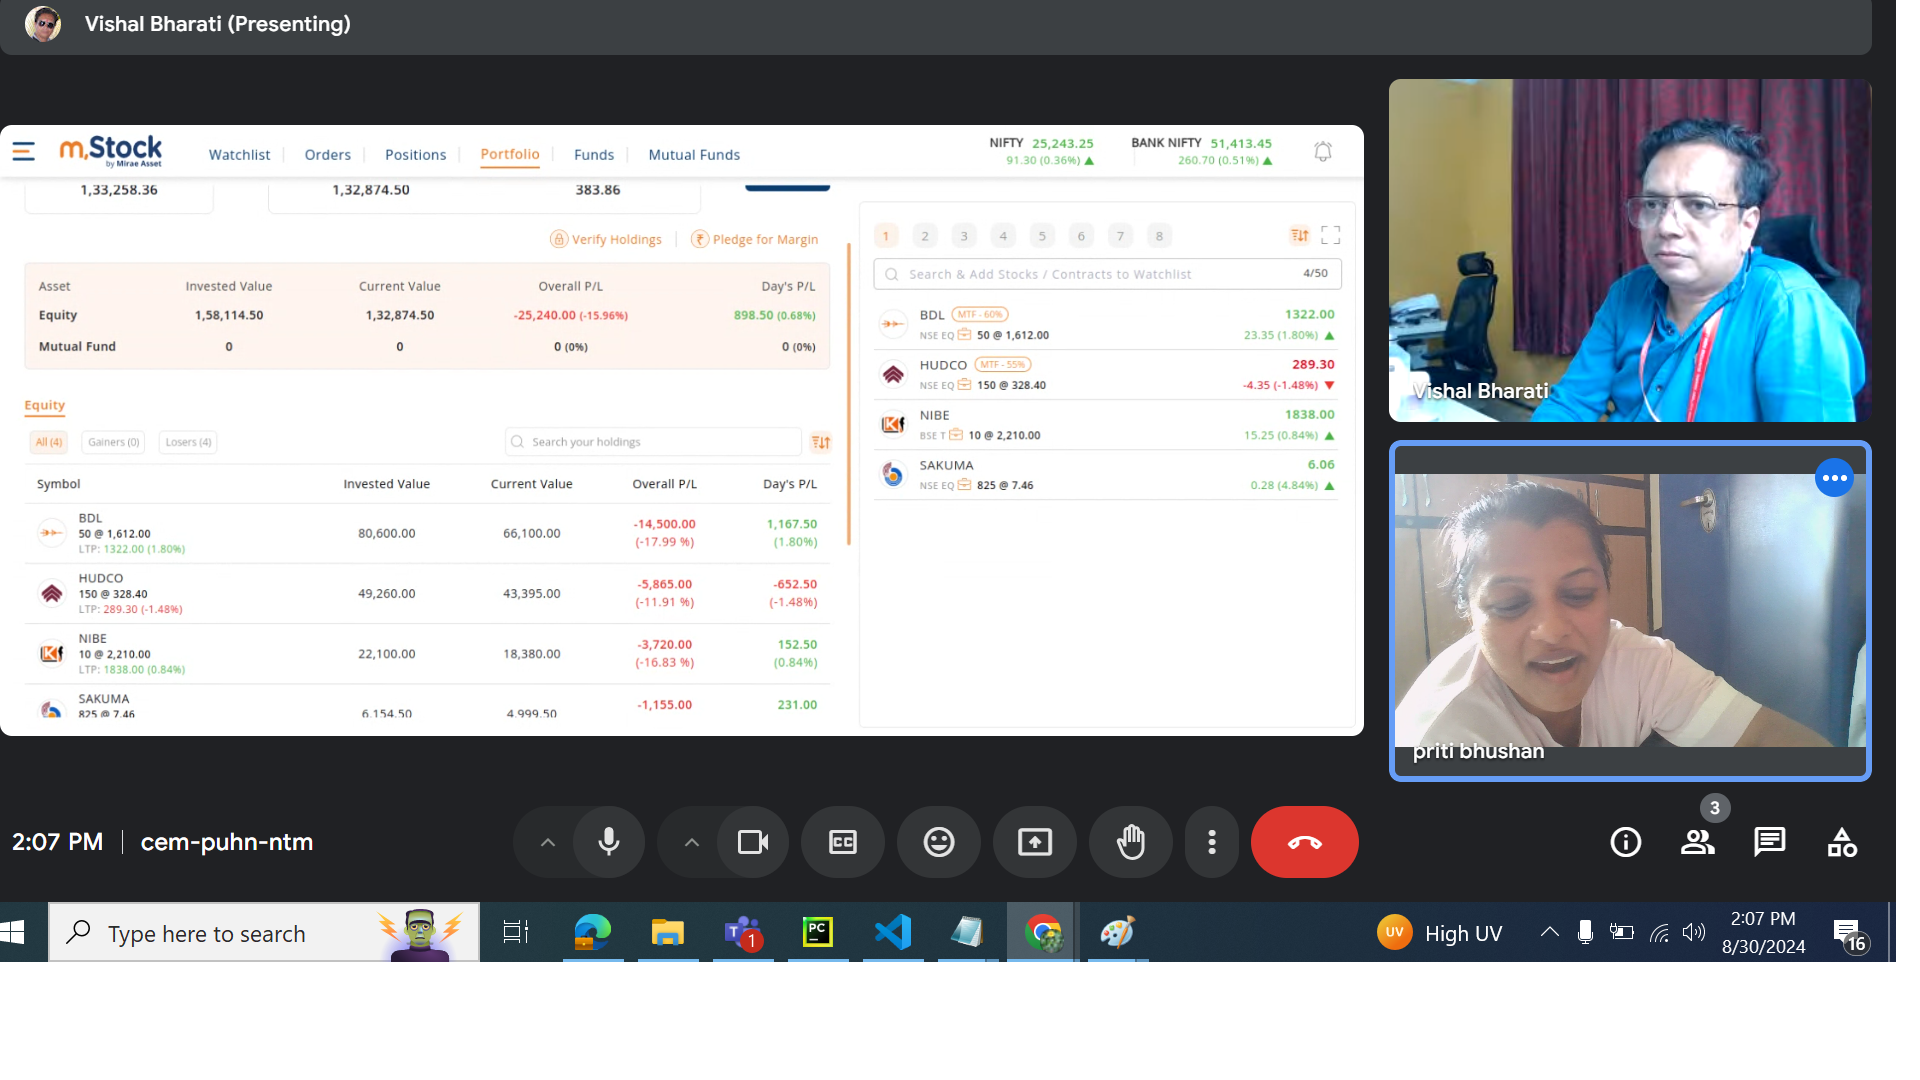 Vishal Bharati (Presenting)
m.Stock
by Mirae Asset
Watchlist
Orders
Positions
Portfolio
Funds
Mutual Funds
NIFTY 25,243.25
91.30 (0.36%)
BANK NIFTY 51,413.45
260.70 (0.51%)
1,33,258.36
1,32,874.50
383.86
Verify Holdings
Pledge for Margin
Asset Invested Value Current Value Overall P/L Day's P/L
Equity 1,58,114.50 1,32,874.50 -25,240.00 (-15.96%) 898.50 (0.68%)
Mutual Fund 0 0 0 (0%) 0 (0%)
Equity
All (4) Gainers (0) Losers (4) Search your holdings
Symbol Invested Value Current Value Overall P/L Day's P/L
BDL
50 @ 1,612.00
LTP: 1322.00 (1.80%)
80,600.00
66,100.00
-14,500.00
(-17.99 %)
1,167.50
(1.80%)
HUDCO
150 @ 328.40
LTP: 289.30 (-1.48%)
49,260.00
43,395.00
-5,865.00
(-11.91 %)
-652.50
(-1.48%)
NIBE
10 @ 2,210.00
LTP: 1838.00 (0.84%)
22,100.00
18,380.00
-3,720.00
(-16.83 %)
152.50
(0.84%)
SAKUMA
825 @ 7.46
6,154.50
4,999.50
-1,155.00
231.00
1 2 3 4 5 6 7 8
Search & Add Stocks / Contracts to Watchlist 4/50
BDL MTF - 60% 1322.00
NSE EQ 50 @ 1,612.00 23.35 (1.80%)
HUDCO MTF - 55% 289.30
NSE EQ 150 @ 328.40 -4.35 (-1.48%)
NIBE 1838.00
BSE T 10 @ 2,210.00 15.25 (0.84%)
SAKUMA 6.06
NSE EQ 825 @ 7.46 0.28 (4.84%)
Vishal Bharati
priti bhushan
2:07 PM
cem-puhn-ntm
CC
3
Type here to search
T
1
PC
UV
High UV
2:07 PM
8/30/2024
16